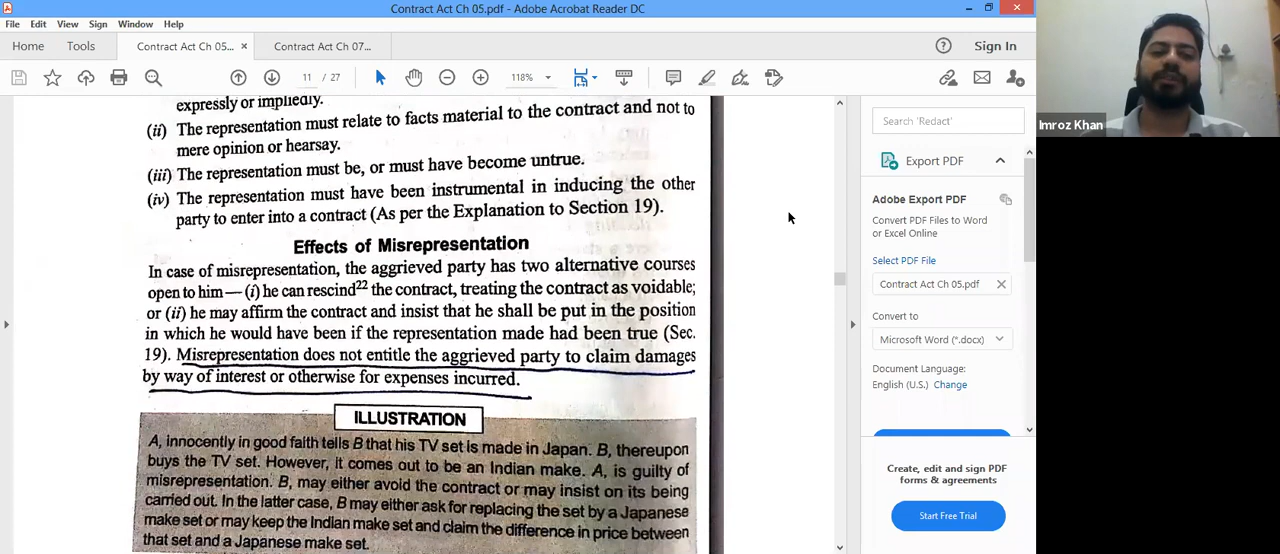 Contract Act Ch 05.pdf - Adobe Acrobat Reader DC
File Edit View Sign Window Help
Home Tools Contract Act Ch 05... × Contract Act Ch 07... Sign In
11 / 27 118%
expressly or impliedly.
(ii) The representation must relate to facts material to the contract and not to
mere opinion or hearsay.
(iii) The representation must be, or must have become untrue.
(iv) The representation must have been instrumental in inducing the other
party to enter into a contract (As per the Explanation to Section 19).
Effects of Misrepresentation
In case of misrepresentation, the aggrieved party has two alternative courses
open to him—(i) he can rescind22 the contract, treating the contract as voidable;
or (ii) he may affirm the contract and insist that he shall be put in the position
in which he would have been if the representation made had been true (Sec.
19). Misrepresentation does not entitle the aggrieved party to claim damages
by way of interest or otherwise for expenses incurred.
ILLUSTRATION
A, innocently in good faith tells B that his TV set is made in Japan. B, thereupon
buys the TV set. However, it comes out to be an Indian make. A, is guilty of
misrepresentation. B, may either avoid the contract or may insist on its being
carried out. In the latter case, B may either ask for replacing the set by a Japanese
make set or may keep the Indian make set and claim the difference in price between
that set and a Japanese make set.
Search 'Redact'
Export PDF
Adobe Export PDF
Convert PDF Files to Word
or Excel Online
Select PDF File
Contract Act Ch 05.pdf
Convert to
Microsoft Word (*.docx)
Document Language:
English (U.S.) Change
Create, edit and sign PDF
forms & agreements
Start Free Trial
Imroz Khan